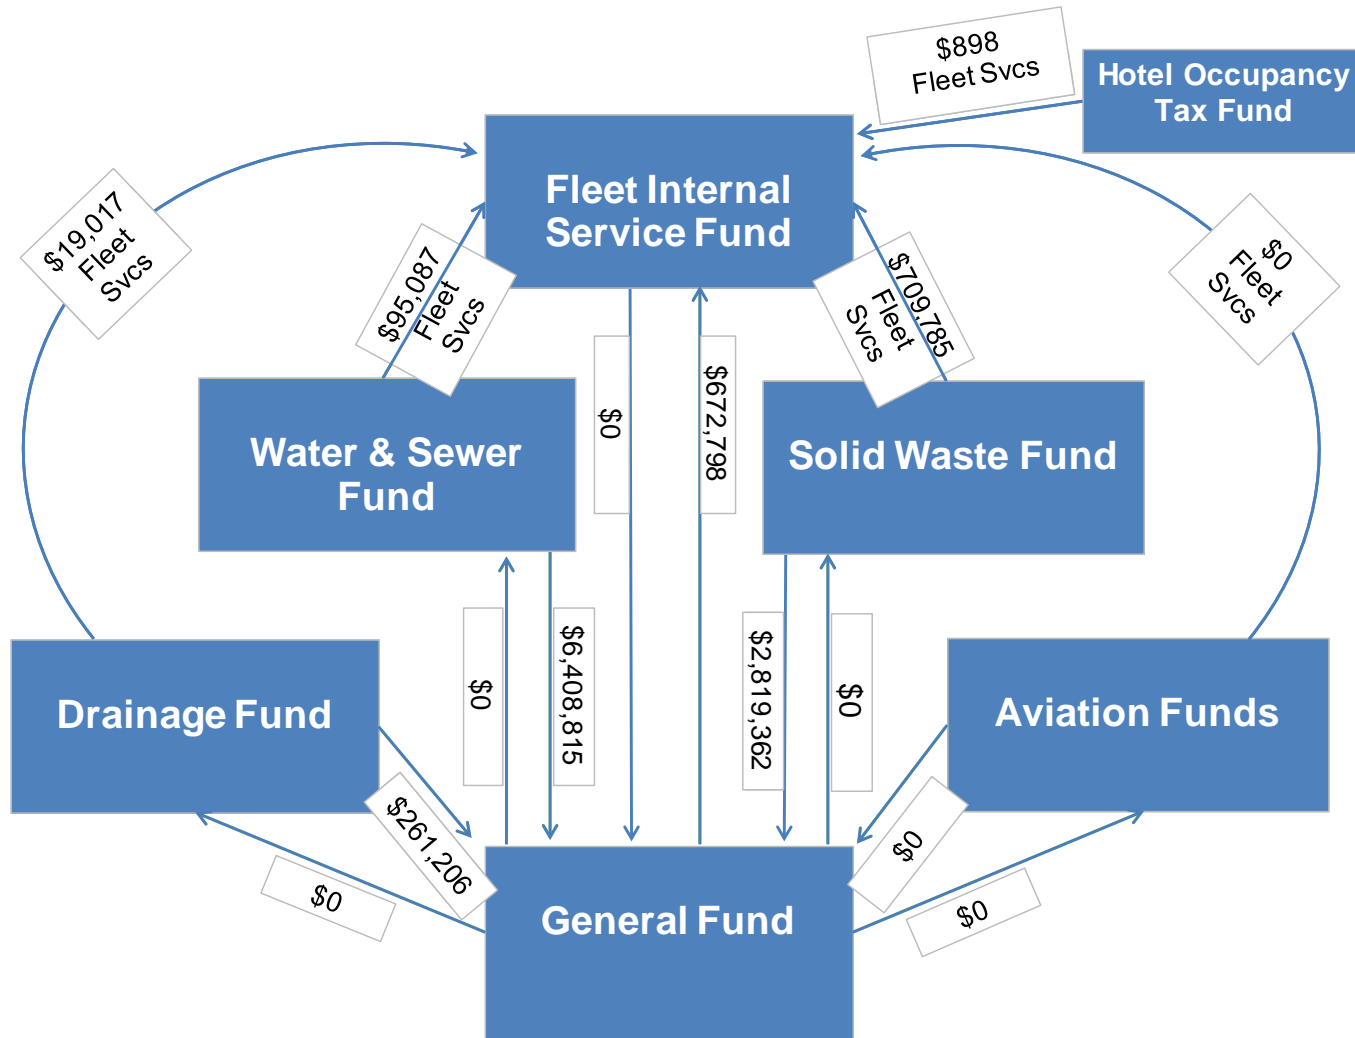 $898
Fleet Svcs
Hotel Occupancy
Tax Fund
Fleet Internal
Service Fund
$19,017
Fleet
Svcs
$95,087
Fleet
Svcs
$709,785
Fleet
Svcs
$0
Fleet
Svcs
$0
$672,798
Water & Sewer
Fund
Solid Waste Fund
$0
$6,408,815
$2,819,362
$0
Drainage Fund
Aviation Funds
$261,206
$0
$0
$0
General Fund